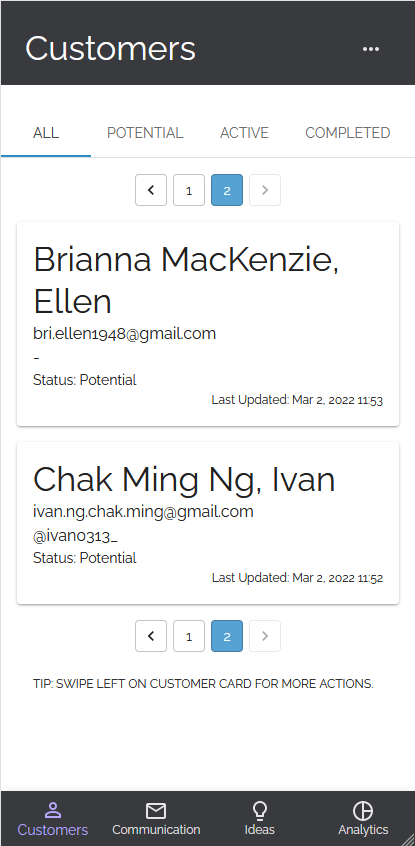 Customers
ALL POTENTIAL ACTIVE COMPLETED
1 2
Brianna MacKenzie,
Ellen
bri.ellen1948@gmail.com
-
Status: Potential
Last Updated: Mar 2, 2022 11:53
Chak Ming Ng, Ivan
ivan.ng.chak.ming@gmail.com
@ivan0313_
Status: Potential
Last Updated: Mar 2, 2022 11:52
1 2
TIP: SWIPE LEFT ON CUSTOMER CARD FOR MORE ACTIONS.
Customers Communication Ideas Analytics